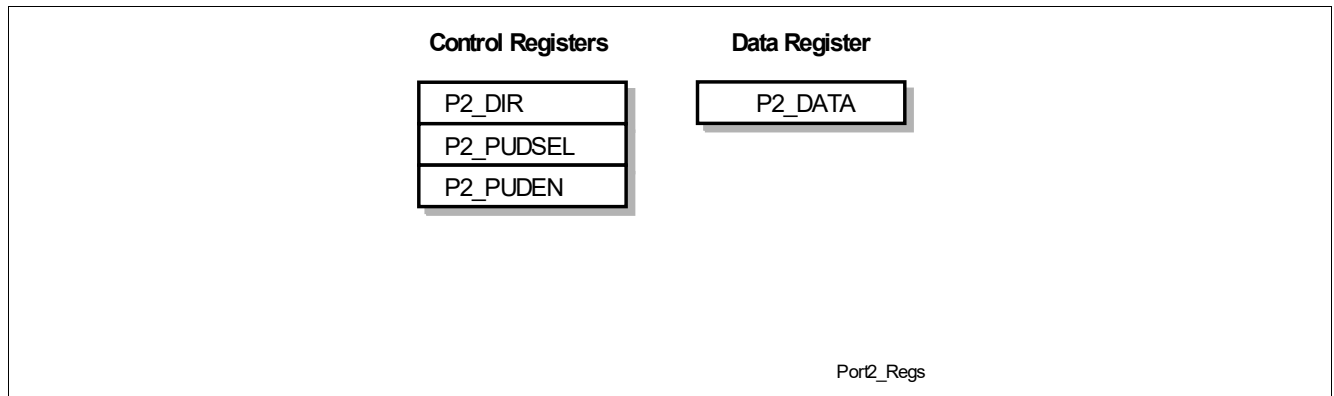 Control Registers
Data Register
P2_DIR
P2_DATA
P2_PUDSEL
P2_PUDEN
Port2_Regs